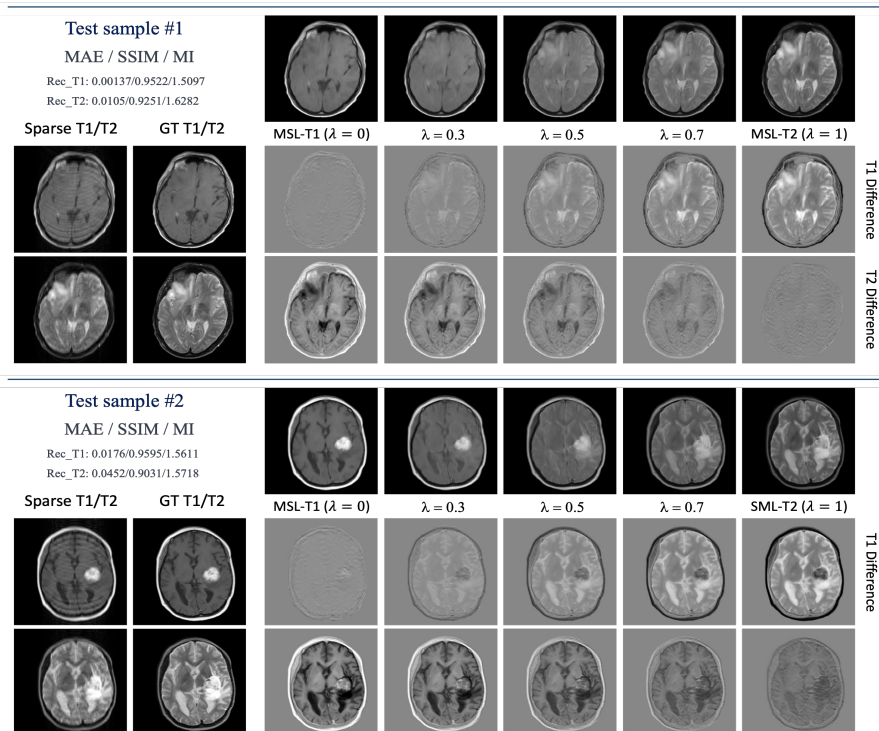 Test sample #1
MAE / SSIM / MI
Rec_T1: 0.00137/0.9522/1.5097
Rec_T2: 0.0105/0.9251/1.6282
Sparse T1/T2 GT T1/T2
MSL-T1 (λ = 0) λ = 0.3 λ = 0.5 λ = 0.7 MSL-T2 (λ = 1)
T1 Difference
T2 Difference
Test sample #2
MAE / SSIM / MI
Rec_T1: 0.0176/0.9595/1.5611
Rec_T2: 0.0452/0.9031/1.5718
Sparse T1/T2 GT T1/T2
MSL-T1 (λ = 0) λ = 0.3 λ = 0.5 λ = 0.7 SML-T2 (λ = 1)
T1 Difference